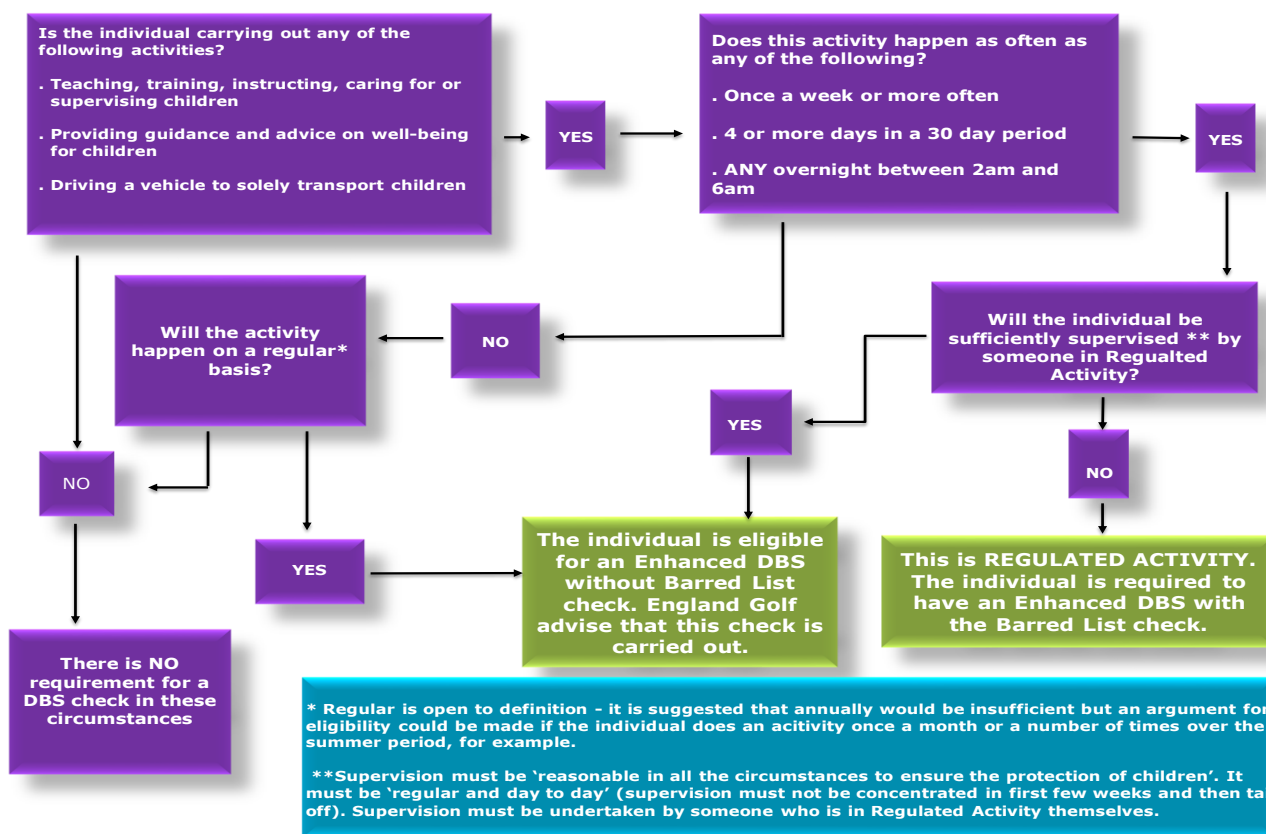 Is the individual carrying out any of the
following activities?
. Teaching, training, instructing, caring for or
supervising children
. Providing guidance and advice on well-being
for children
. Driving a vehicle to solely transport children
YES
Does this activity happen as often as
any of the following?
. Once a week or more often
. 4 or more days in a 30 day period
. ANY overnight between 2am and
6am
YES
Will the activity
happen on a regular*
basis?
NO
Will the individual be
sufficiently supervised ** by
someone in Regualted
Activity?
YES
NO
NO
YES
The individual is eligible
for an Enhanced DBS
without Barred List
check. England Golf
advise that this check is
carried out.
This is REGULATED ACTIVITY.
The individual is required to
have an Enhanced DBS with
the Barred List check.
There is NO
requirement for a
DBS check in these
circumstances
* Regular is open to definition - it is suggested that annually would be insufficient but an argument for
eligibility could be made if the individual does an acitivity once a month or a number of times over the
summer period, for example.
**Supervision must be ‘reasonable in all the circumstances to ensure the protection of children’. It
must be ‘regular and day to day’ (supervision must not be concentrated in first few weeks and then ta
off). Supervision must be undertaken by someone who is in Regulated Activity themselves.